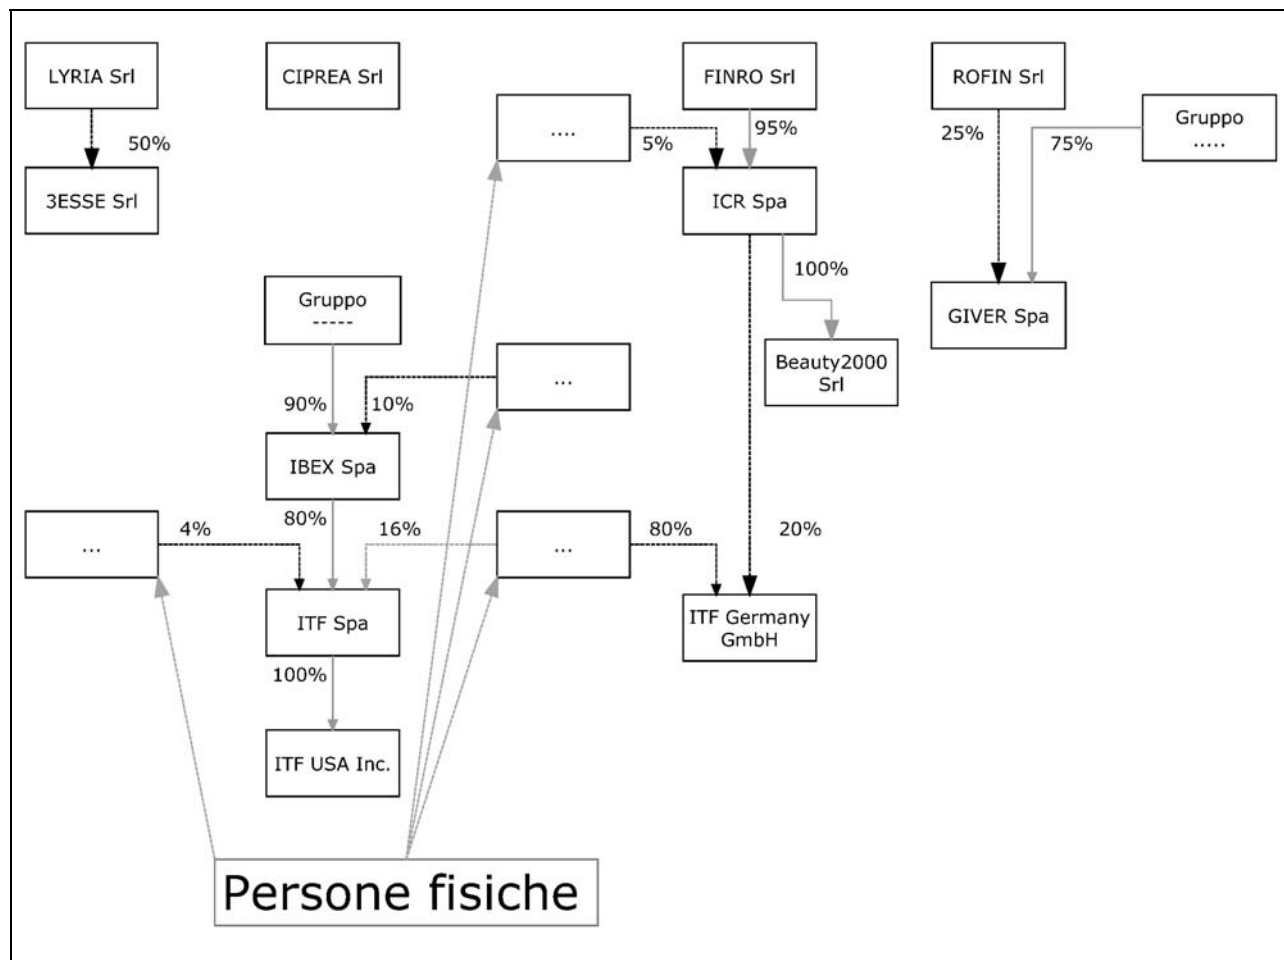 LYRIA Srl
CIPREA Srl
FINRO Srl
ROFIN Srl
....
Gruppo
.....
50%
5%
95%
25%
75%
3ESSE Srl
ICR Spa
100%
Gruppo
-----
GIVER Spa
Beauty2000
Srl
...
90%
10%
IBEX Spa
4%
80%
16%
80%
20%
...
...
ITF Spa
ITF Germany
GmbH
100%
ITF USA Inc.
Persone fisiche